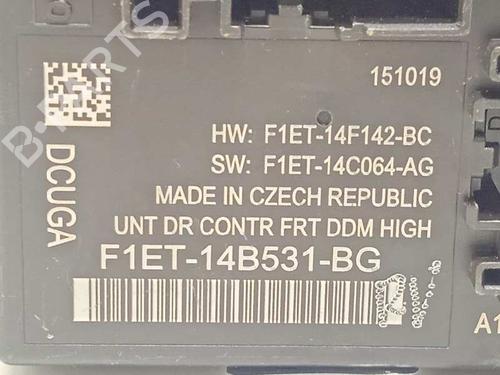 151019
HW: F1ET-14F142-BC
SW: F1ET-14C064-AG
MADE IN CZECH REPUBLIC
UNT DR CONTR FRT DDM HIGH
F1ET-14B531-BG
DCUGA
A1
B-PARTS